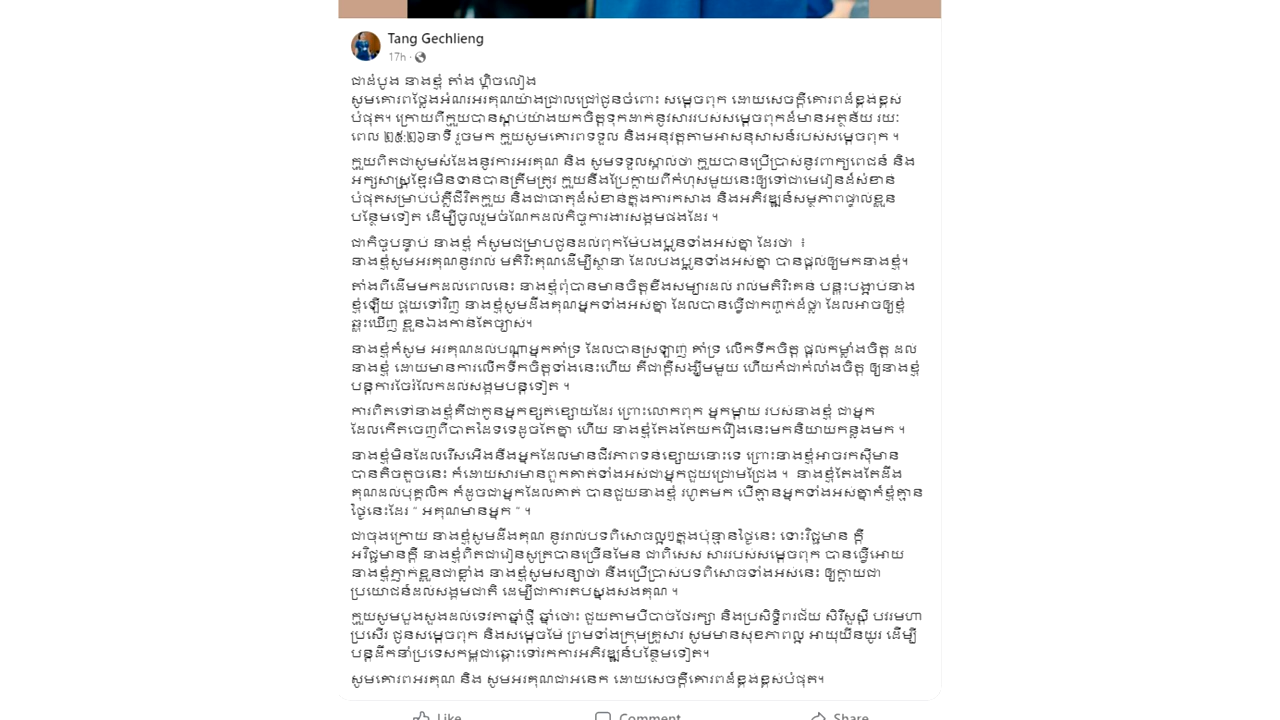 Tang Gechlieng
17h ·
ជាដំបូង នាងខ្ញុំ តាំង ហ្គិចលៀង
សូមគោរពថ្លែងអំណរអរគុណយ៉ាងជ្រាលជ្រៅជូនចំពោះ សម្តេចពុក ដោយសេចក្តីគោរពដ៏ខ្ពង់ខ្ពស់
បំផុត។ ក្រោយពីក្មួយបានស្តាប់យ៉ាងយកចិត្តទុកដាក់នូវសាររបស់សម្តេចពុកដ៏មានអត្ថន័យ រយៈ
ពេល ២៥:២៦នាទី រួចមក ក្មួយសូមគោរពទទួល និងអនុវត្តតាមអាសនុសាសន៍របស់សម្តេចពុក ។
ក្មួយពិតជាសូមសំដែងនូវការអរគុណ និង សូមទទួលស្គាល់ថា ក្មួយបានប្រើប្រាស់នូវពាក្យពេជន៍ និង
អក្សសាស្ត្រខ្មែរមិនទាន់បានត្រឹមត្រូវ ក្មួយនឹងប្រែក្លាយពីកំហុសមួយនេះឲ្យទៅជាមេរៀនដ៏សំខាន់
បំផុតសម្រាប់បំភ្លឺជីវិតក្មួយ និងជាធាតុដ៏សំខាន់ក្នុងការកសាង និងអភិវឌ្ឍន៍សម្ថភាពផ្ទាល់ខ្លួន
បន្ថែមទៀត ដើម្បីចូលរួមចំណែកដល់កិច្ចការងារសង្គមផងដែរ ។
ជាកិច្ចបន្ទាប់ នាងខ្ញុំ ក៏សូមជម្រាបជូនដល់ពុកម៉ែបងប្អូនទាំងអស់គ្នា ដែរថា ៖
នាងខ្ញុំសូមអរគុណនូវរាល់ មតិរិះគុណដើម្បីស្ថានា ដែលបងប្អូនទាំងអស់គ្នា បានផ្តល់ឲ្យមកនាងខ្ញុំ។
តាំងពីដើមមកដល់ពេលនេះ នាងខ្ញុំពុំបានមានចិត្តខឹងសម្បារដល់ រាល់មតិរិះគន់ បន្តុះបង្អាប់នាង
ខ្ញុំឡើយ ផ្ទុយទៅវិញ នាងខ្ញុំសូមដឹងគុណអ្នកទាំងអស់គ្នា ដែលបានធ្វើជាកញ្ចក់ដ៏ថ្លា ដែលអាចឲ្យខ្ញុំ
ឆ្លុះឃើញ ខ្លួនឯងកាន់តែច្បាស់។
នាងខ្ញុំក៏សូម អរគុណដល់បណ្តាអ្នកគាំទ្រ ដែលបានស្រឡាញ់ គាំទ្រ លើកទឹកចិត្ត ផ្តល់កម្លាំងចិត្ត ដល់
នាងខ្ញុំ ដោយមានការលើកទឹកចិត្តទាំងនេះហើយ គឺជាក្តីសង្ឃឹមមួយ ហើយក៏ជាកំលាំងចិត្ត ឲ្យនាងខ្ញុំ
បន្តការចែរំលែកដល់សង្គមបន្តទៀត ។
ការពិតទៅនាងខ្ញុំគឺជាកូនអ្នកខ្សត់ខ្សោយដែរ ព្រោះលោកពុក អ្នកម្តាយ របស់នាងខ្ញុំ ជាអ្នក
ដែលកើតចេញពីបាតដៃទទេដូចតែគ្នា ហើយ នាងខ្ញុំតែងតែយករឿងនេះមកនិយាយកន្លងមក ។
នាងខ្ញុំមិនដែលរើសអើងនឹងអ្នកដែលមានជីវភាពទន់ខ្សោយនោះទេ ព្រោះនាងខ្ញុំអាចរកស៊ីមាន
បានតិចតួចនេះ ក៏ដោយសារមានពួកគាត់ទាំងអស់ជាអ្នកជួយជ្រោមជ្រែង ។ នាងខ្ញុំតែងតែដឹង
គុណដល់បុគ្គលិក ក៏ដូចជាអ្នកដែលគាត់ បានជួយនាងខ្ញុំ រហូតមក បើគ្មានអ្នកទាំងអស់គ្នាក៏ខ្ញុំគ្មាន
ថ្ងៃនេះដែរ “ អគុណមានអ្នក ” ។
ជាចុងក្រោយ នាងខ្ញុំសូមដឹងគុណ នូវរាល់បទពិសោធល្អៗក្នុងប៉ុន្មានថ្ងៃនេះ ទោះវិជ្ជមាន ក្តី
អវិជ្ជមានក្តី នាងខ្ញុំពិតជារៀនសូត្របានច្រើនមែន ជាពិសេស សាររបស់សម្តេចពុក បានធ្វើអោយ
នាងខ្ញុំភ្ញាក់ខ្លួនជាខ្លាំង នាងខ្ញុំសូមសន្យាថា និងប្រើប្រាស់បទពិសោធទាំងអស់នេះ ឲ្យក្លាយជា
ប្រយោជន៍ដល់សង្គមជាតិ ដេម្បីជាការតបស្នងសងគុណ ។
ក្មួយសូមបួងសួងដល់ទេវតាឆ្នាំថ្មី ឆ្នាំថោះ ជួយតាមបីបាច់ថែរក្សា និងប្រសិទ្ធិពរជ័យ សិរីសួស្តី បវរមហា
ប្រសើរ ជូនសម្តេចពុក និងសម្តេចម៉ែ ព្រមទាំងក្រុមគ្រួសារ សូមមានសុខភាពល្អ អាយុយឺនយូរ ដើម្បី
បន្តដឹកនាំប្រទេសកម្ពុជាឆ្ពោះទៅរកការអភិវឌ្ឍន៍បន្ថែមទៀត។
សូមគោរពអរគុណ និង សូមអរគុណជាអនេក ដោយសេចក្តីគោរពដ៏ខ្ពង់ខ្ពស់បំផុត។
Like Comment Share